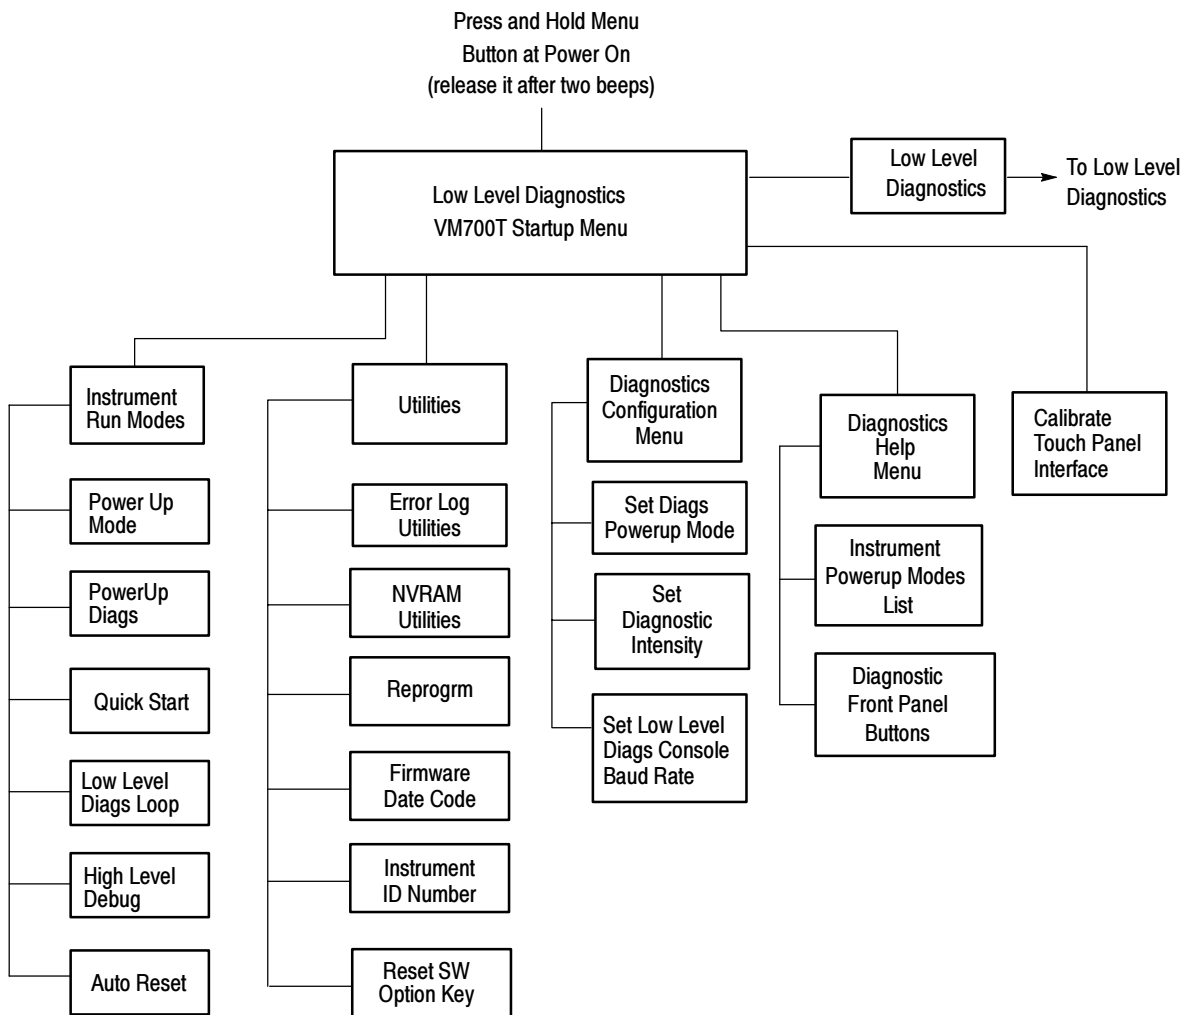 Press and Hold Menu
Button at Power On
(release it after two beeps)
Low Level Diagnostics
VM700T Startup Menu
Low Level
Diagnostics
To Low Level
Diagnostics
Instrument
Run Modes
Power Up
Mode
PowerUp
Diags
Quick Start
Low Level
Diags Loop
High Level
Debug
Auto Reset
Utilities
Error Log
Utilities
NVRAM
Utilities
Reprogrm
Firmware
Date Code
Instrument
ID Number
Reset SW
Option Key
Diagnostics
Configuration
Menu
Set Diags
Powerup Mode
Set
Diagnostic
Intensity
Set Low Level
Diags Console
Baud Rate
Diagnostics
Help
Menu
Instrument
Powerup Modes
List
Diagnostic
Front Panel
Buttons
Calibrate
Touch Panel
Interface